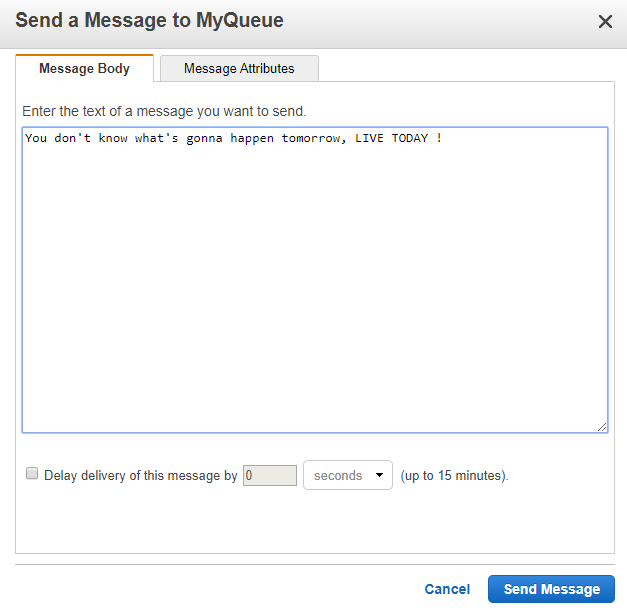 Send a Message to MyQueue
Message Body
Message Attributes
Enter the text of a message you want to send.
You don't know what's gonna happen tomorrow, LIVE TODAY !
Delay delivery of this message by 0 seconds (up to 15 minutes).
Cancel
Send Message